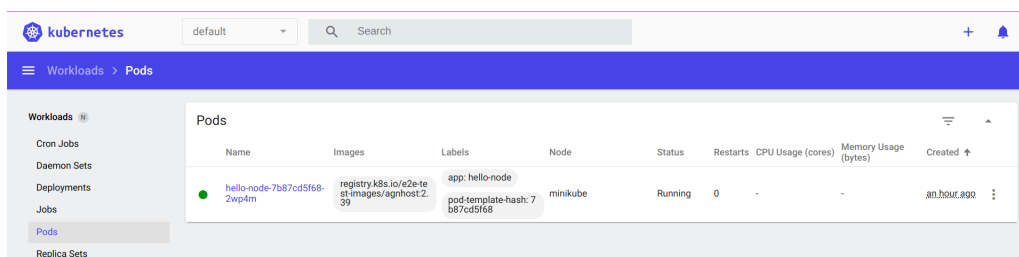 kubernetes
default
Search
Workloads > Pods
Workloads N
Cron Jobs
Daemon Sets
Deployments
Jobs
Pods
Replica Sets
Pods
Name Images Labels Node Status Restarts CPU Usage (cores) Memory Usage
(bytes) Created
hello-node-7b87cd5f68-
2wp4m
registry.k8s.io/e2e-te
st-images/agnhost:2.
39
app: hello-node
pod-template-hash: 7
b87cd5f68
minikube
Running
0
-
-
an hour ago